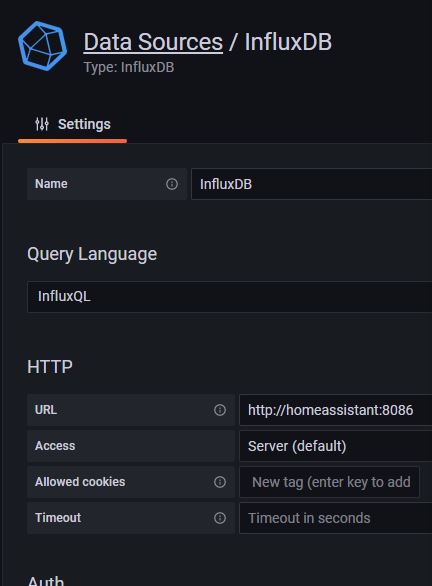 Data Sources / InfluxDB
Type: InfluxDB
Settings
Name InfluxDB
Query Language
InfluxQL
HTTP
URL http://homeassistant:8086
Access Server (default)
Allowed cookies New tag (enter key to add
Timeout Timeout in seconds
Auth